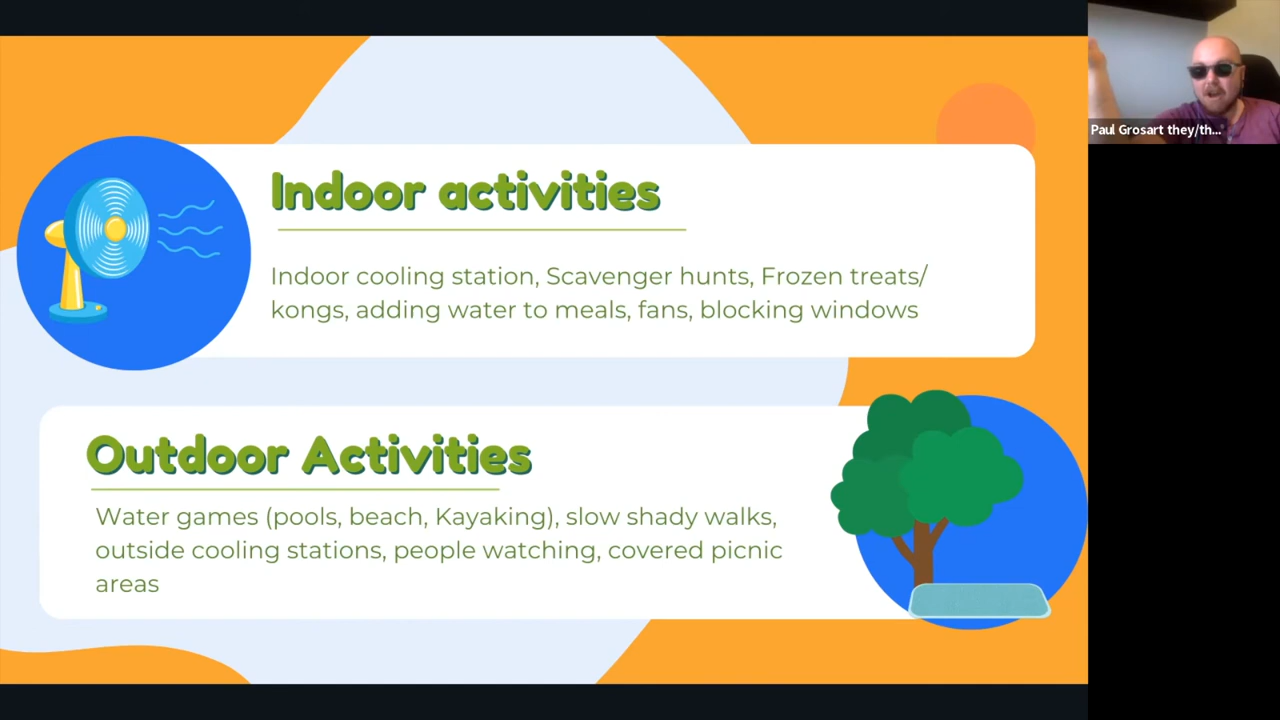 Indoor activities
Indoor cooling station, Scavenger hunts, Frozen treats/
kongs, adding water to meals, fans, blocking windows
Outdoor Activities
Water games (pools, beach, Kayaking), slow shady walks,
outside cooling stations, people watching, covered picnic
areas
Paul Grosart they/th...